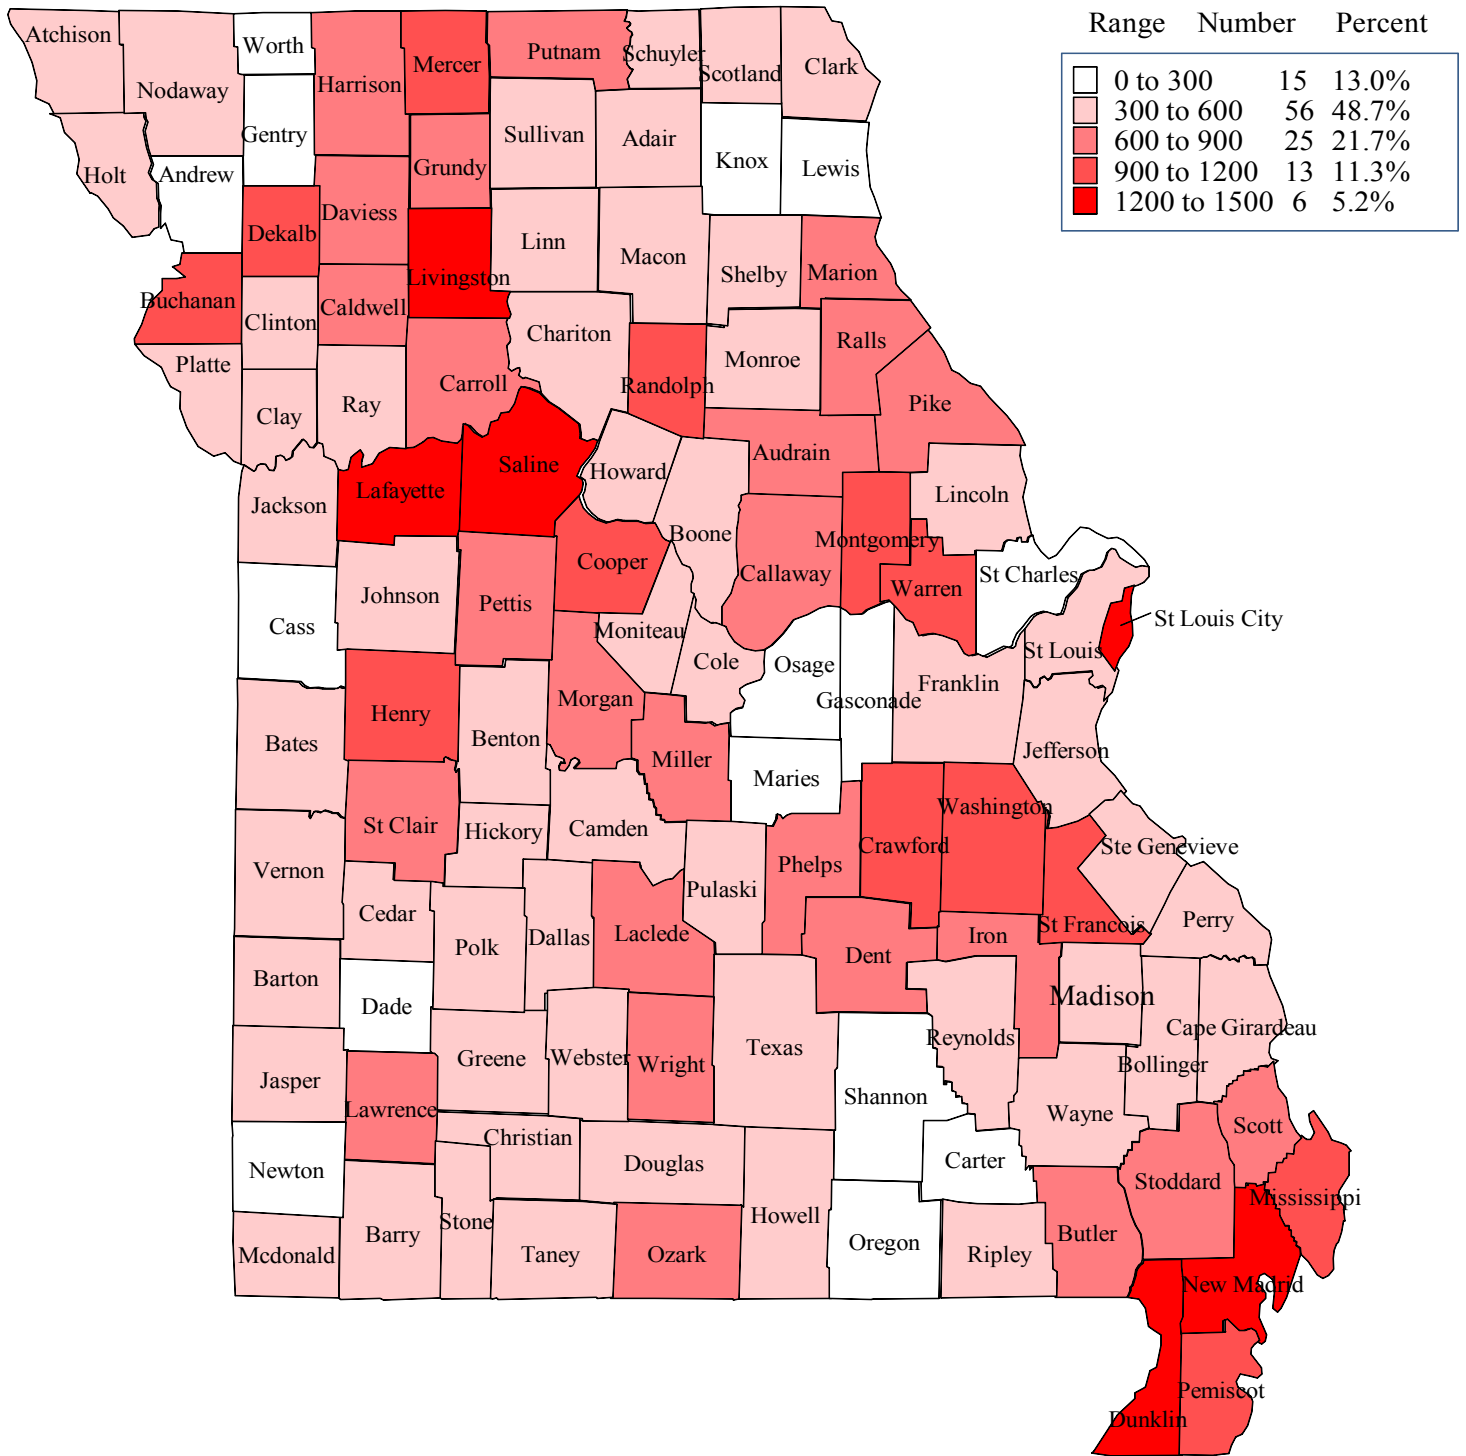 Range Number Percent
0 to 300 15 13.0%
300 to 600 56 48.7%
600 to 900 25 21.7%
900 to 1200 13 11.3%
1200 to 1500 6 5.2%
Atchison
Nodaway
Worth
Harrison
Mercer
Putnam
Schuyler
Scotland
Clark
Gentry
Sullivan
Adair
Holt
Andrew
Grundy
Knox
Lewis
Dekalb
Daviess
Linn
Macon
Shelby
Marion
Buchanan
Clinton
Caldwell
Livingston
Chariton
Monroe
Ralls
Platte
Clay
Ray
Carroll
Randolph
Pike
Audrain
Jackson
Lafayette
Saline
Howard
Boone
Lincoln
Montgomery
Cooper
Callaway
Warren
St Charles
Cass
Johnson
Pettis
Moniteau
Cole
Osage
Gasconade
Franklin
St Louis
St Louis City
Bates
Henry
Benton
Morgan
Miller
Maries
Jefferson
St Clair
Hickory
Camden
Phelps
Crawford
Washington
Ste Genevieve
Vernon
Cedar
Polk
Dallas
Laclede
Pulaski
Dent
Iron
St Francois
Perry
Barton
Dade
Greene
Webster
Wright
Texas
Reynolds
Madison
Cape Girardeau
Bollinger
Jasper
Lawrence
Christian
Douglas
Shannon
Wayne
Scott
Newton
Stone
Howell
Carter
Stoddard
Mississippi
Mcdonald
Barry
Taney
Ozark
Oregon
Ripley
Butler
New Madrid
Pemiscot
Dunklin